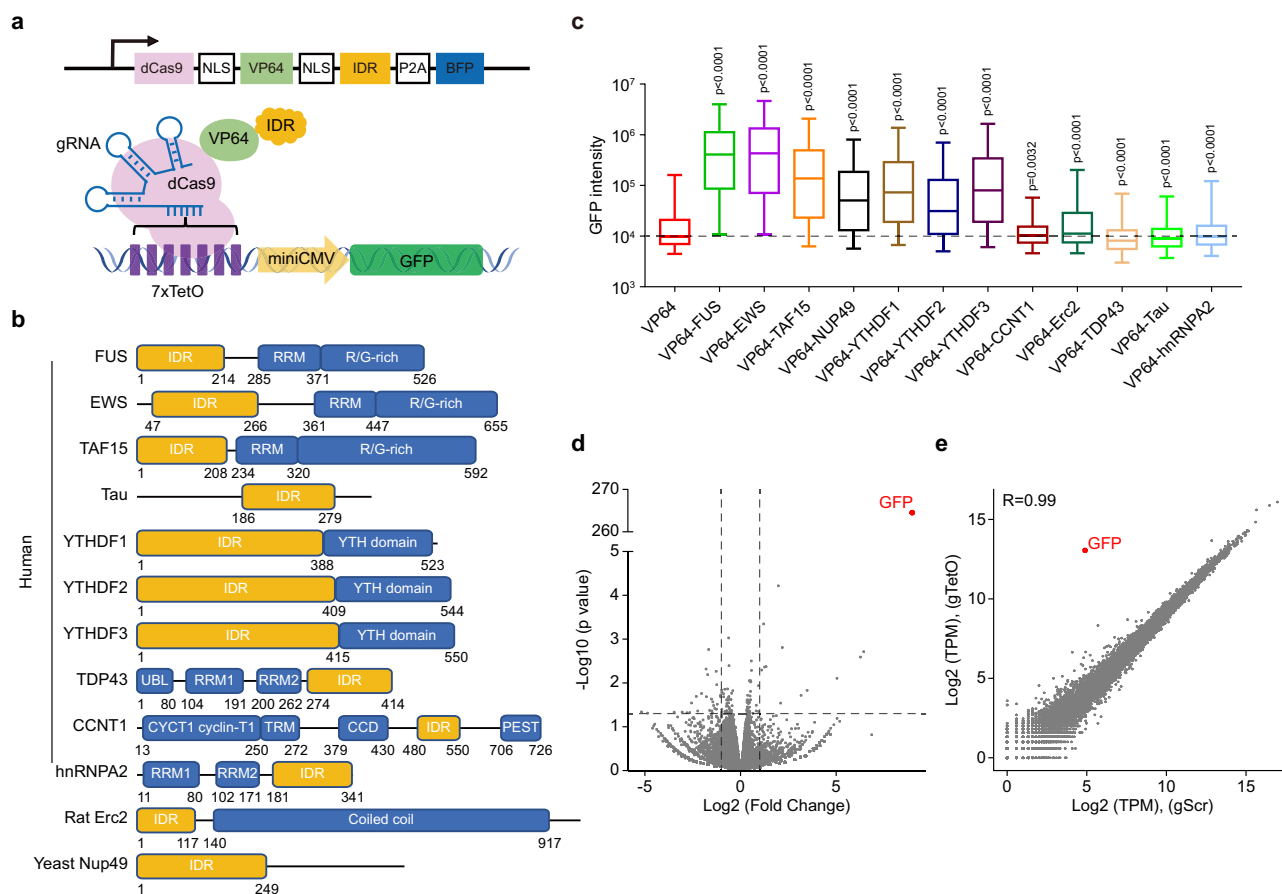 a
dCas9 NLS VP64 NLS IDR P2A BFP
gRNA
VP64
IDR
dCas9
miniCMV
GFP
7xTetO
b
Human
FUS
IDR RRM R/G-rich
1 214 285 371 526
EWS
IDR RRM R/G-rich
47 266 361 447 655
TAF15
IDR RRM R/G-rich
1 208 234 320 592
Tau
IDR
186 279
YTHDF1
IDR YTH domain
1 388 523
YTHDF2
IDR YTH domain
1 409 544
YTHDF3
IDR YTH domain
1 415 550
TDP43
UBL RRM1 RRM2 IDR
1 80 104 191 200 262 274 414
CCNT1
CYCT1 cyclin-T1 TRM CCD IDR PEST
13 250 272 379 430 480 550 706 726
hnRNPA2
RRM1 RRM2 IDR
11 80 102 171 181 341
Rat Erc2
IDR Coiled coil
1 117 140 917
Yeast Nup49
IDR
1 249
c
GFP intensity
10⁷
10⁶
10⁵
10⁴
10³
p<0.0001
p<0.0001
p<0.0001
p<0.0001
p<0.0001
p<0.0001
p<0.0001
p=0.0032
p<0.0001
p<0.0001
p<0.0001
p<0.0001
VP64
VP64-FUS
VP64-EWS
VP64-TAF15
VP64-NUP49
VP64-YTHDF1
VP64-YTHDF2
VP64-YTHDF3
VP64-CCNT1
VP64-Erc2
VP64-TDP43
VP64-Tau
VP64-hnRNPA2
d
-Log10 (p value)
270
260
5
4
3
2
1
0
GFP
-5 0 5
Log2 (Fold Change)
e
R=0.99
GFP
Log2 (TPM), (gTetO)
15
10
5
0
0 5 10 15
Log2 (TPM), (gScr)